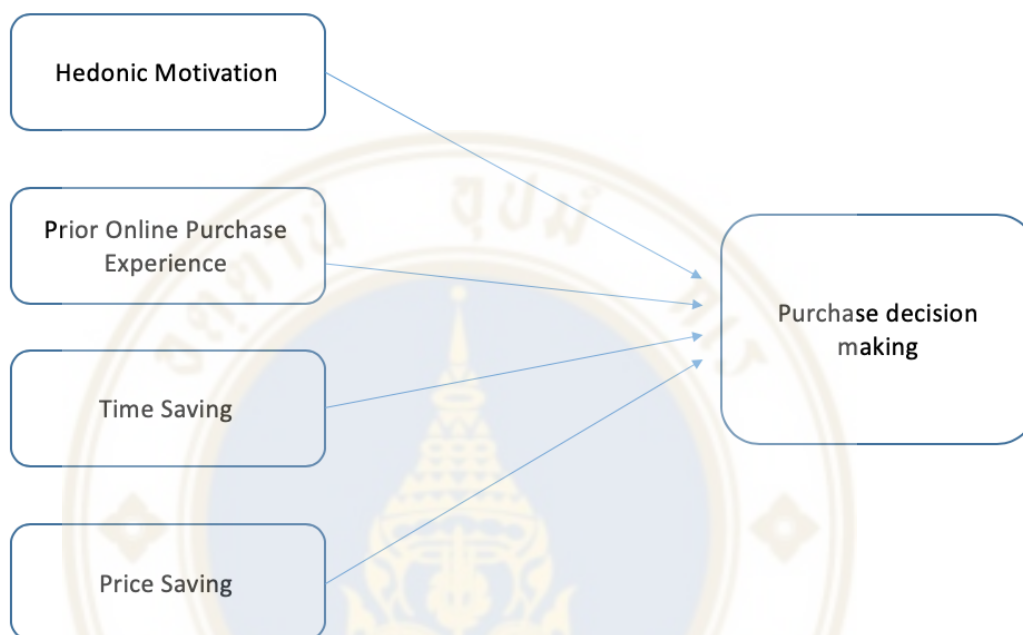 Hedonic Motivation
Prior Online Purchase
Experience
Time Saving
Price Saving
Purchase decision
making